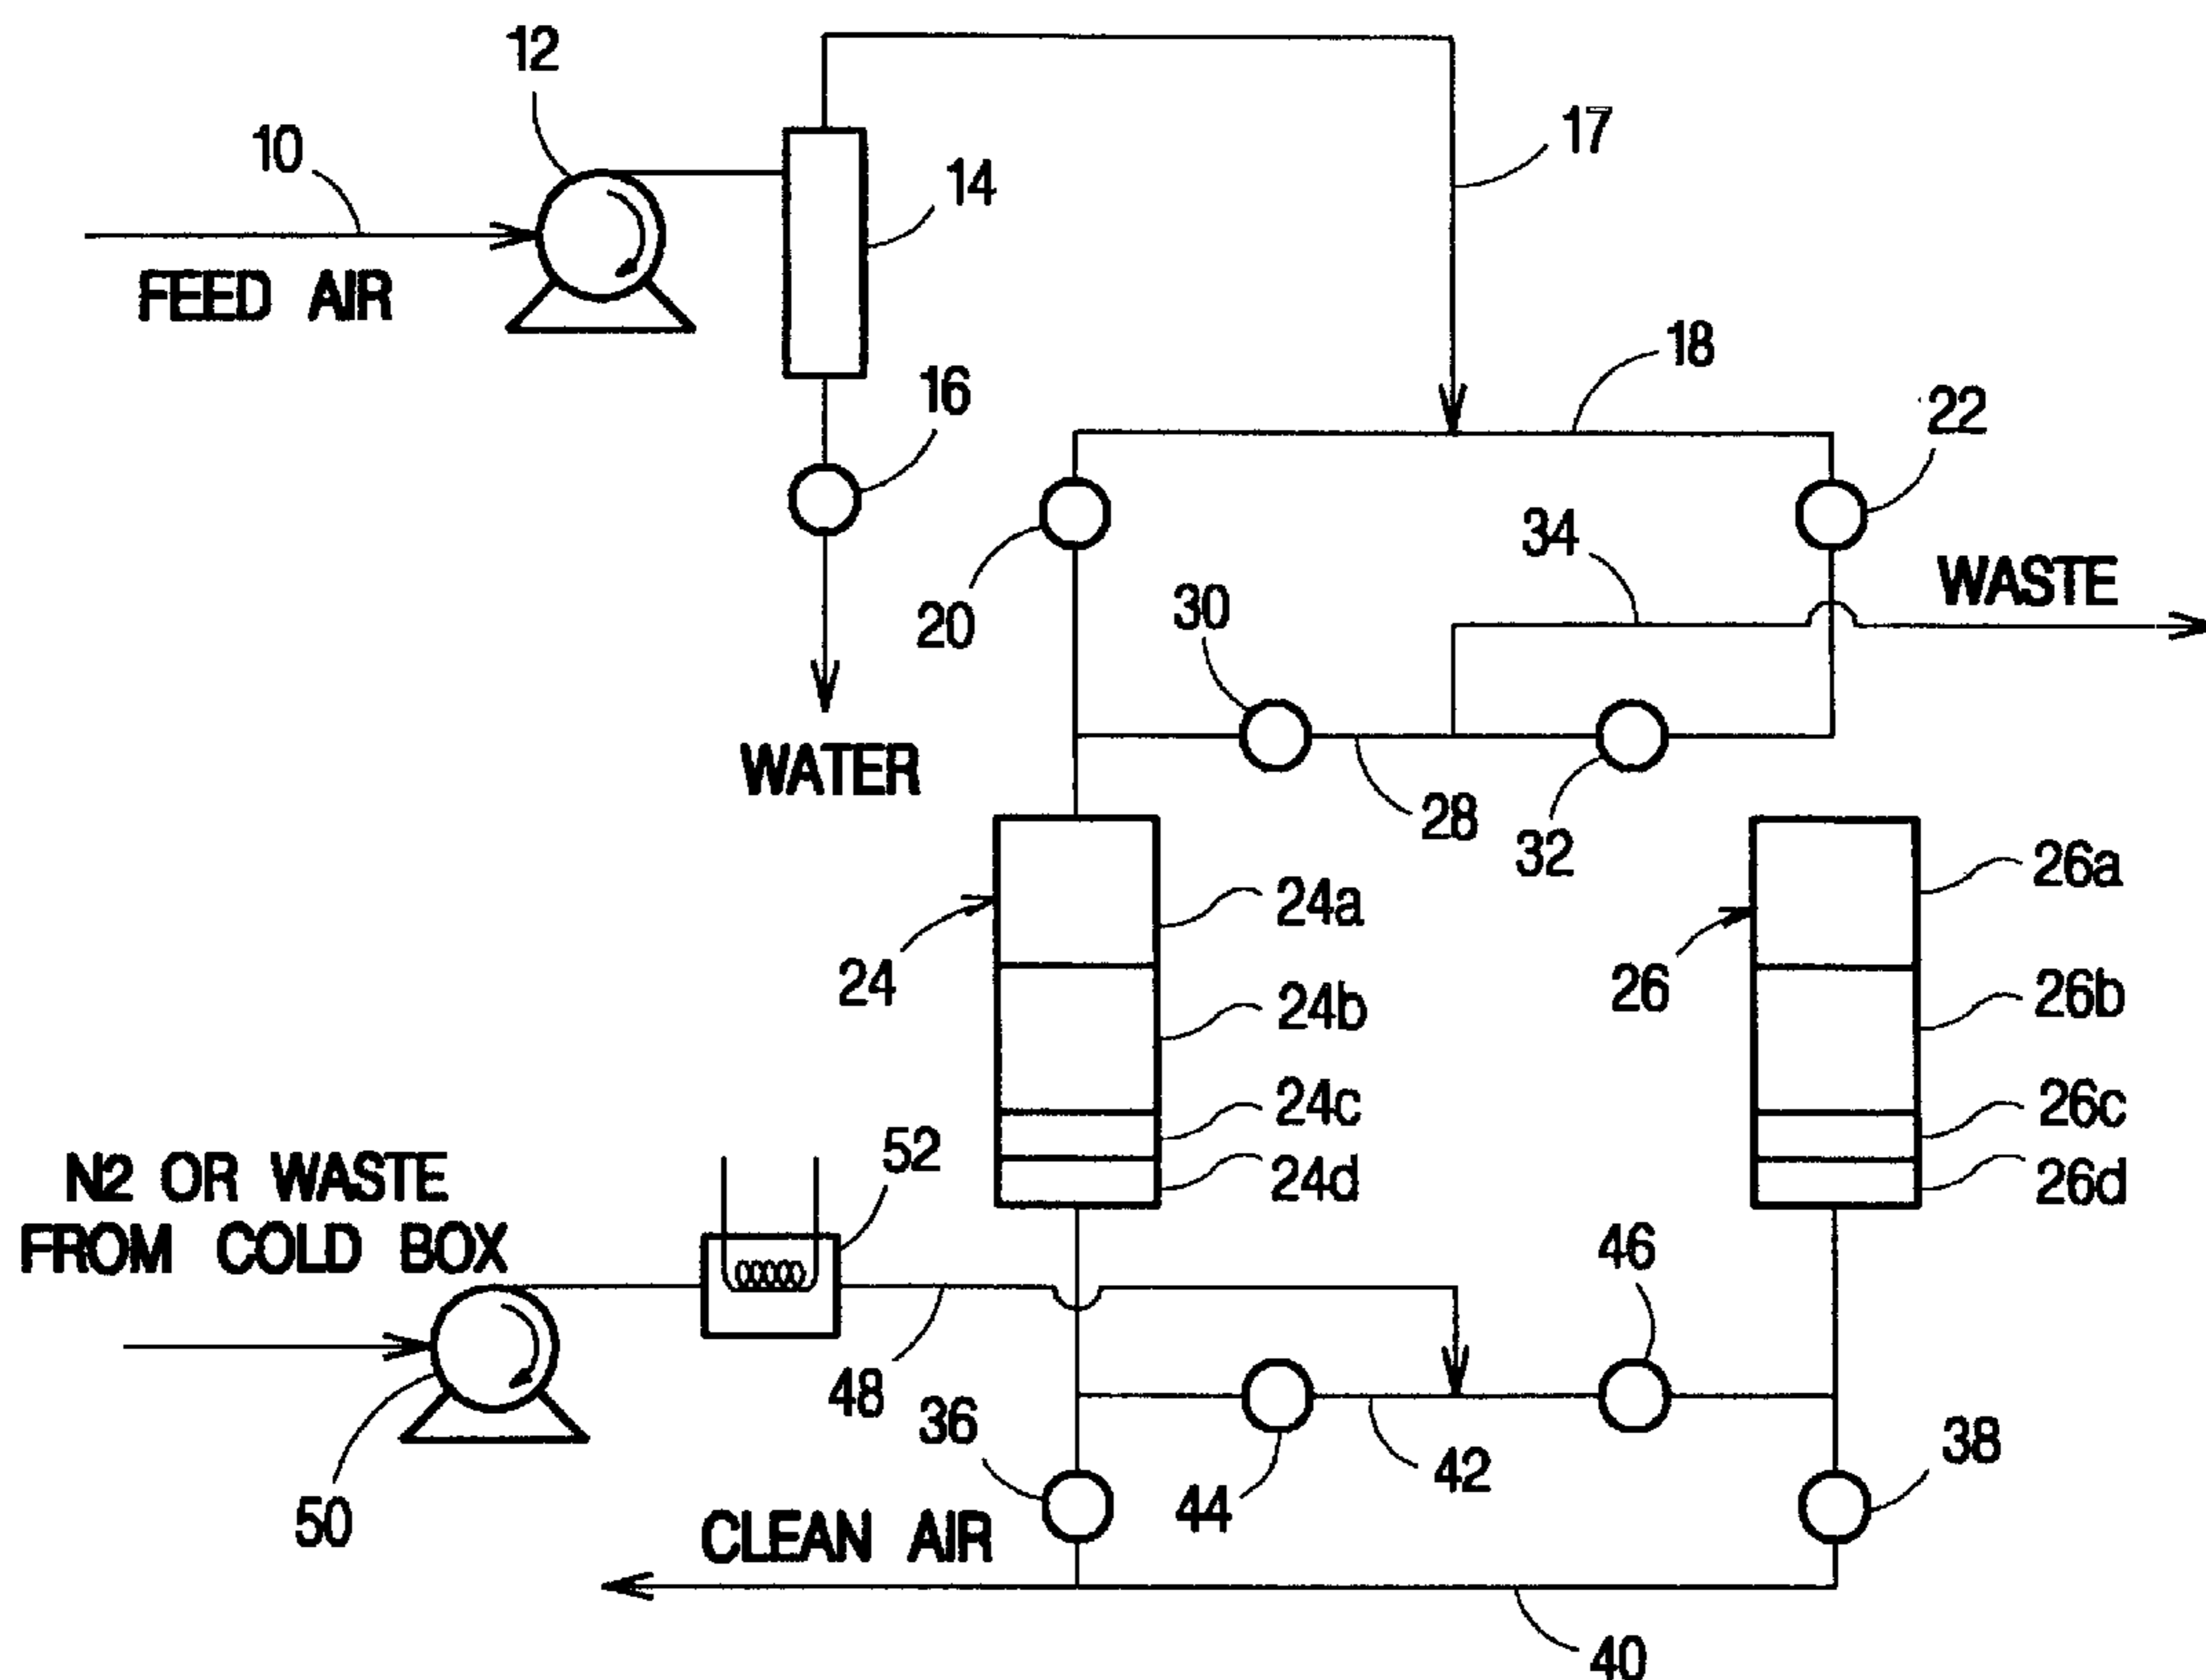 12
10
17
14
FEED AIR
18
16
22
34
WASTE
20
30
WATER
28
32
26a
24a
24
26
26b
24b
24c
26c
52
24d
26d
N2 OR WASTE
FROM COLD BOX
46
48
36
38
42
44
50
CLEAN AIR
40